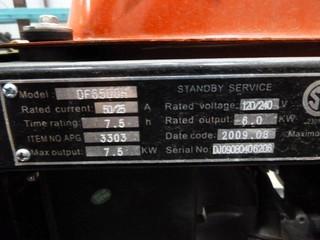 STANDBY SERVICE
Model:
Rated current: 50/25 A Rated voltage: 120/240 V
Time rating: 7.5 h Rated output: 6.0 KW
ITEM NO APG 3303 Date code: 2009.08
Max output: 7.5 KW Serial No: